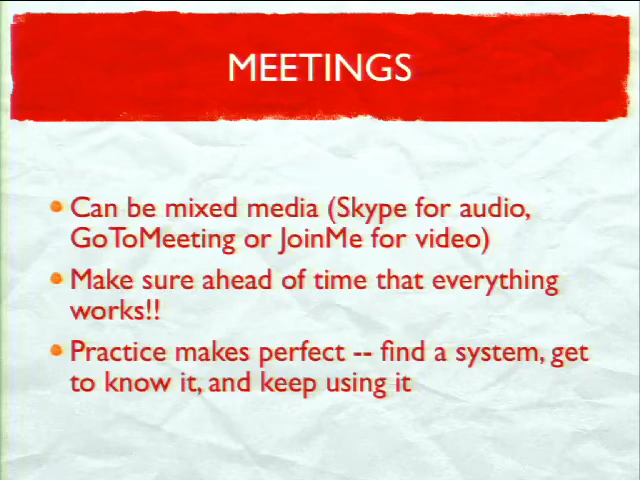 MEETINGS
Can be mixed media (Skype for audio,
GoToMeeting or JoinMe for video)
Make sure ahead of time that everything
works!!
Practice makes perfect -- find a system, get
to know it, and keep using it